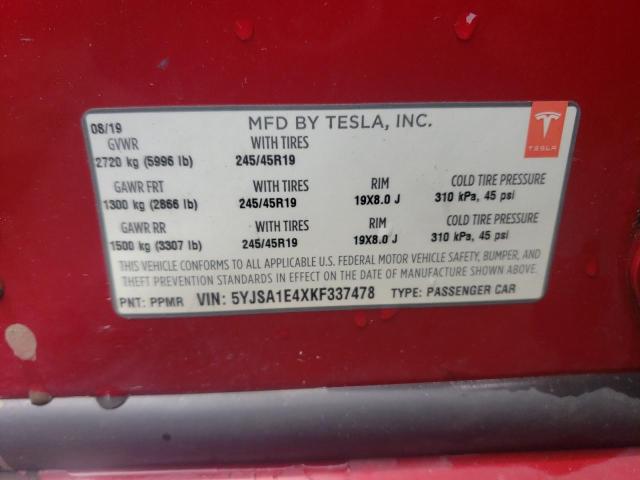 08/19 MFD BY TESLA, INC.
GVWR WITH TIRES
2720 kg (5996 lb) 245/45R19
TESLA
GAWR FRT WITH TIRES RIM COLD TIRE PRESSURE
1300 kg (2866 lb) 245/45R19 19X8.0 J 310 kPa, 45 psi
GAWR RR WITH TIRES RIM COLD TIRE PRESSURE
1500 kg (3307 lb) 245/45R19 19X8.0 J 310 kPa, 45 psi
THIS VEHICLE CONFORMS TO ALL APPLICABLE U.S. FEDERAL MOTOR VEHICLE SAFETY, BUMPER, AND
THEFT PREVENTION STANDARDS IN EFFECT ON THE DATE OF MANUFACTURE SHOWN ABOVE.
PNT: PPMR VIN: 5YJSA1E4XKF337478 TYPE: PASSENGER CAR